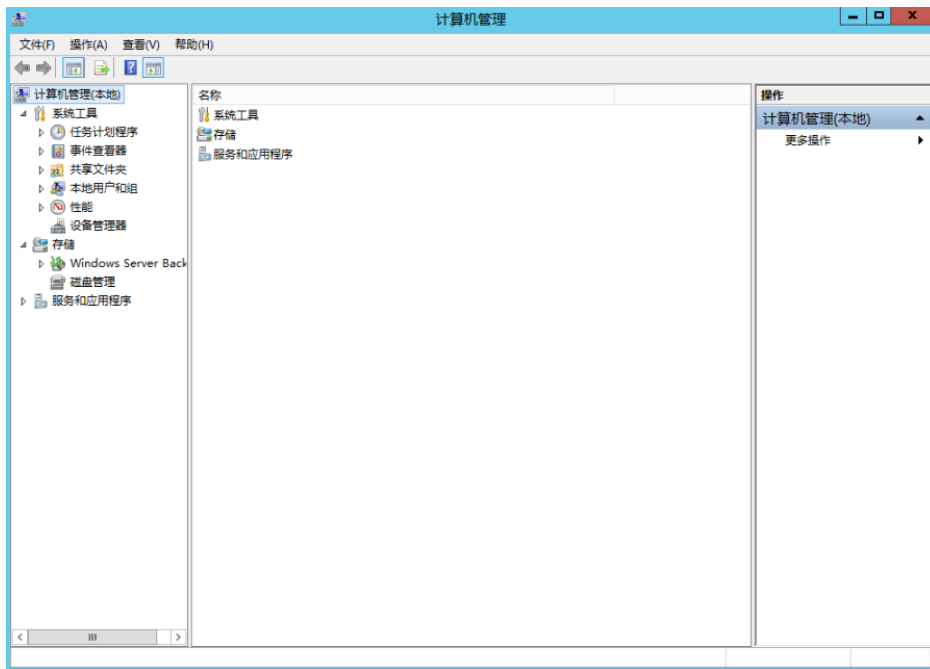 计算机管理
文件(F) 操作(A) 查看(V) 帮助(H)
计算机管理(本地)
系统工具
任务计划程序
事件查看器
共享文件夹
本地用户和组
性能
设备管理器
存储
Windows Server Back
磁盘管理
服务和应用程序
名称
系统工具
存储
服务和应用程序
操作
计算机管理(本地)
更多操作